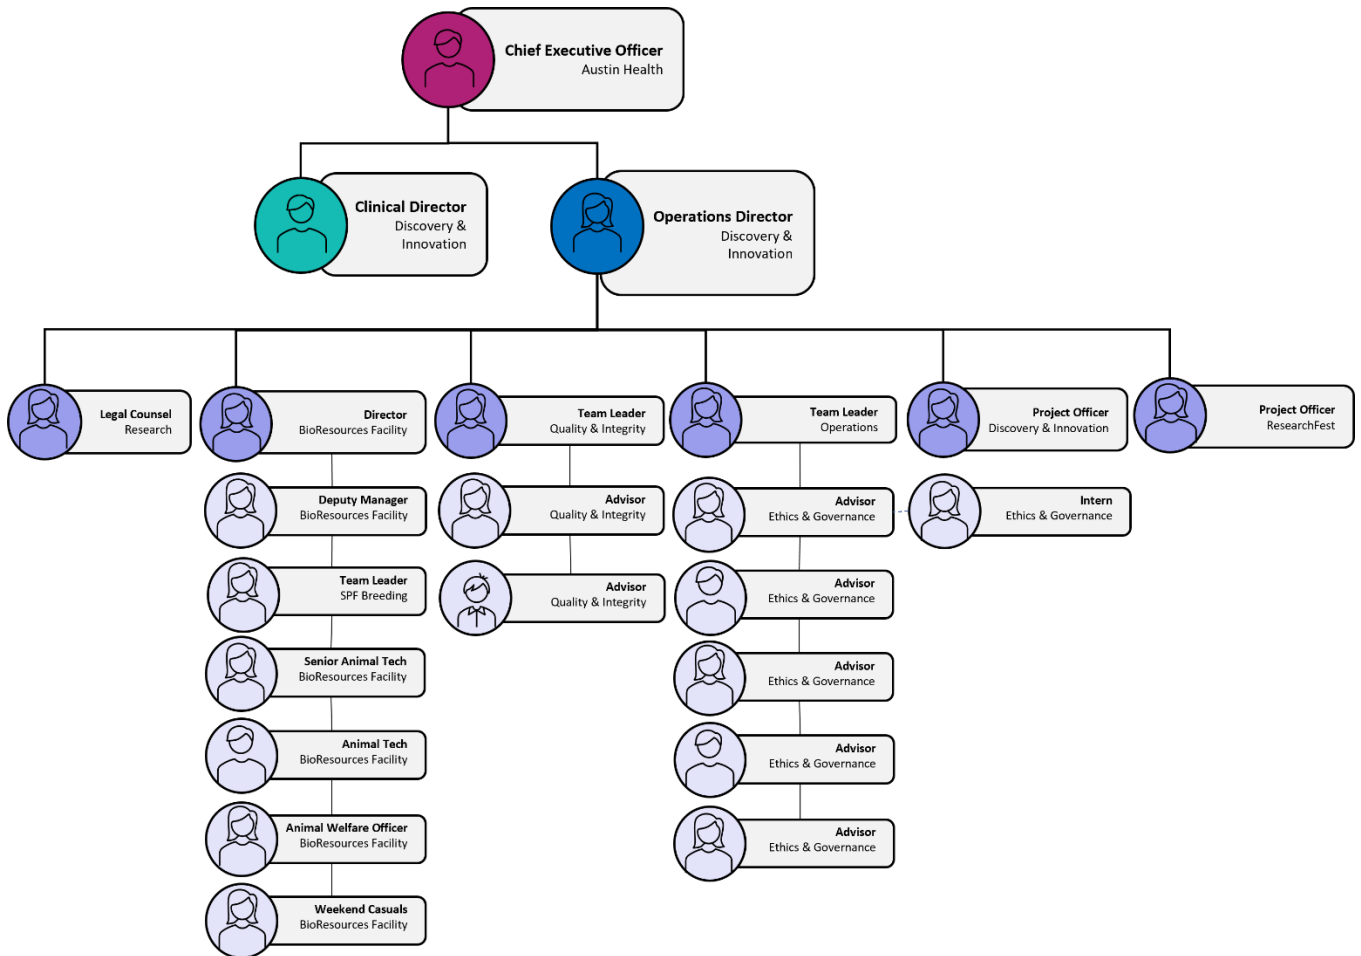 Chief Executive Officer
Austin Health
Clinical Director
Discovery &
Innovation
Operations Director
Discovery &
Innovation
Legal Counsel
Research
Director
BioResources Facility
Team Leader
Quality & Integrity
Team Leader
Operations
Project Officer
Discovery & Innovation
Project Officer
ResearchFest
Deputy Manager
BioResources Facility
Advisor
Quality & Integrity
Advisor
Ethics & Governance
Intern
Ethics & Governance
Team Leader
SPF Breeding
Advisor
Quality & Integrity
Advisor
Ethics & Governance
Senior Animal Tech
BioResources Facility
Advisor
Ethics & Governance
Animal Tech
BioResources Facility
Advisor
Ethics & Governance
Animal Welfare Officer
BioResources Facility
Advisor
Ethics & Governance
Weekend Casuals
BioResources Facility